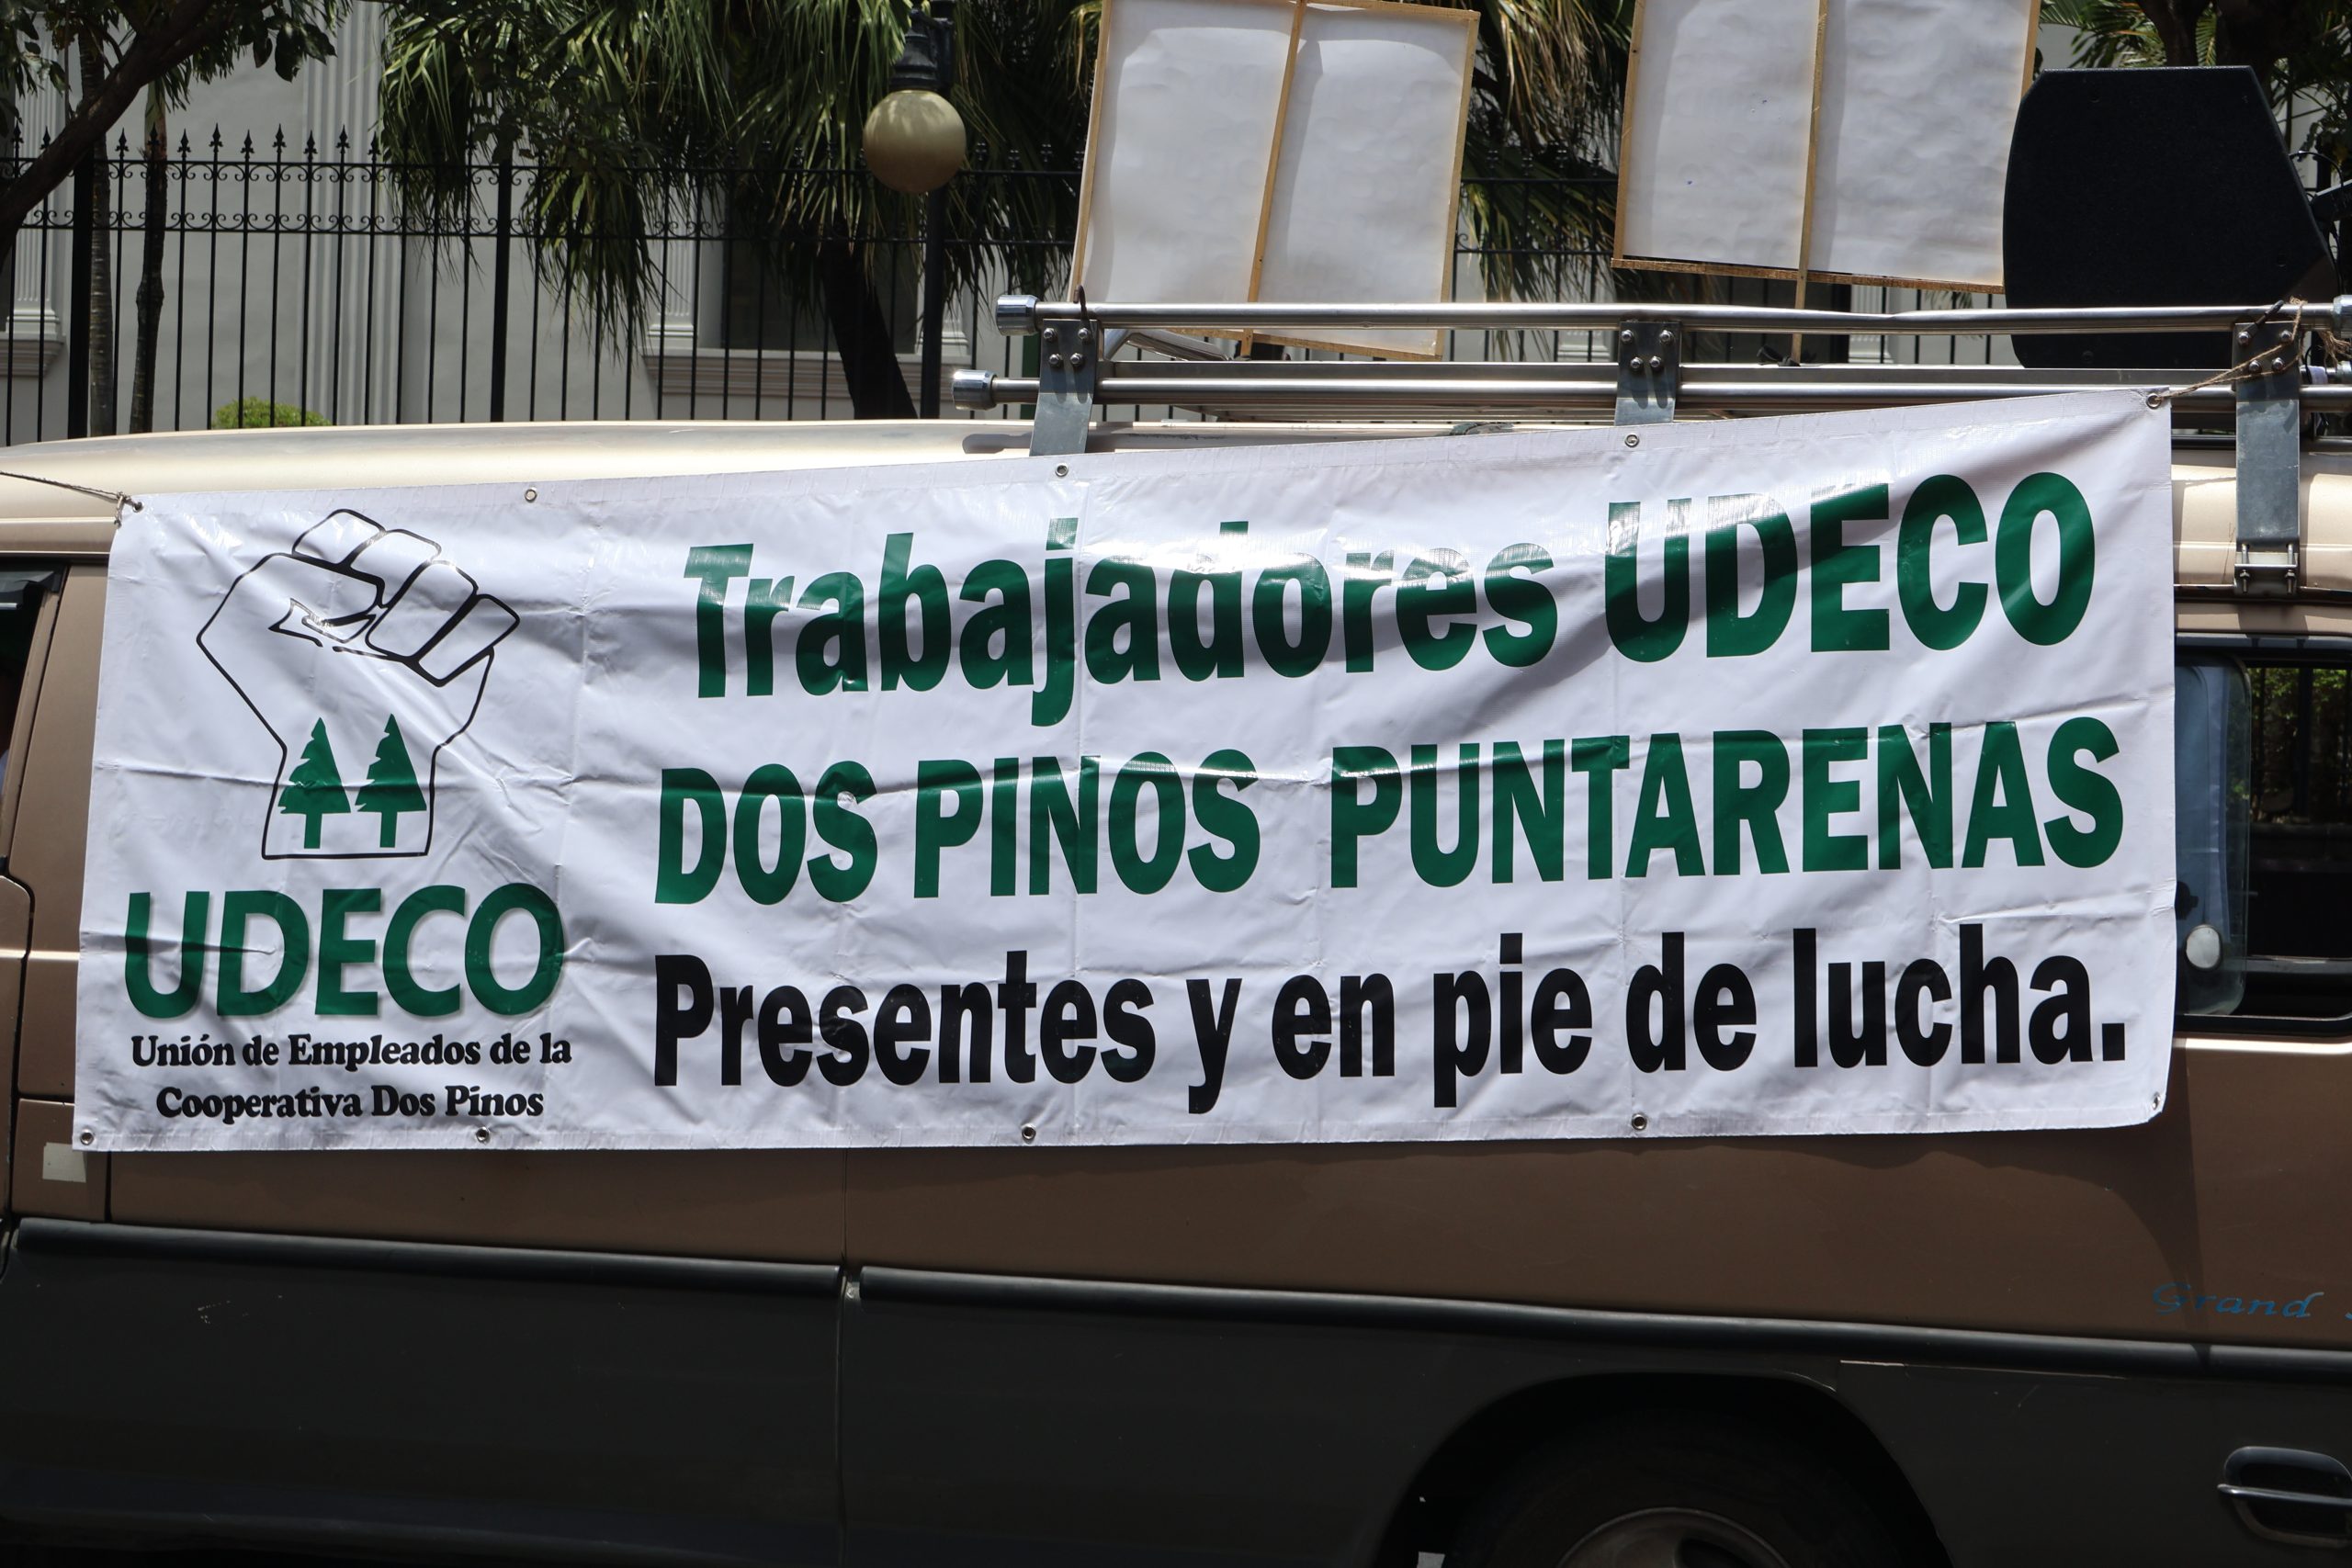 UDECO
Unión de Empleados de la
Cooperativa Dos Pinos
Trabajadores UDECO
DOS PINOS PUNTARENAS
Presentes y en pie de lucha.
Grand